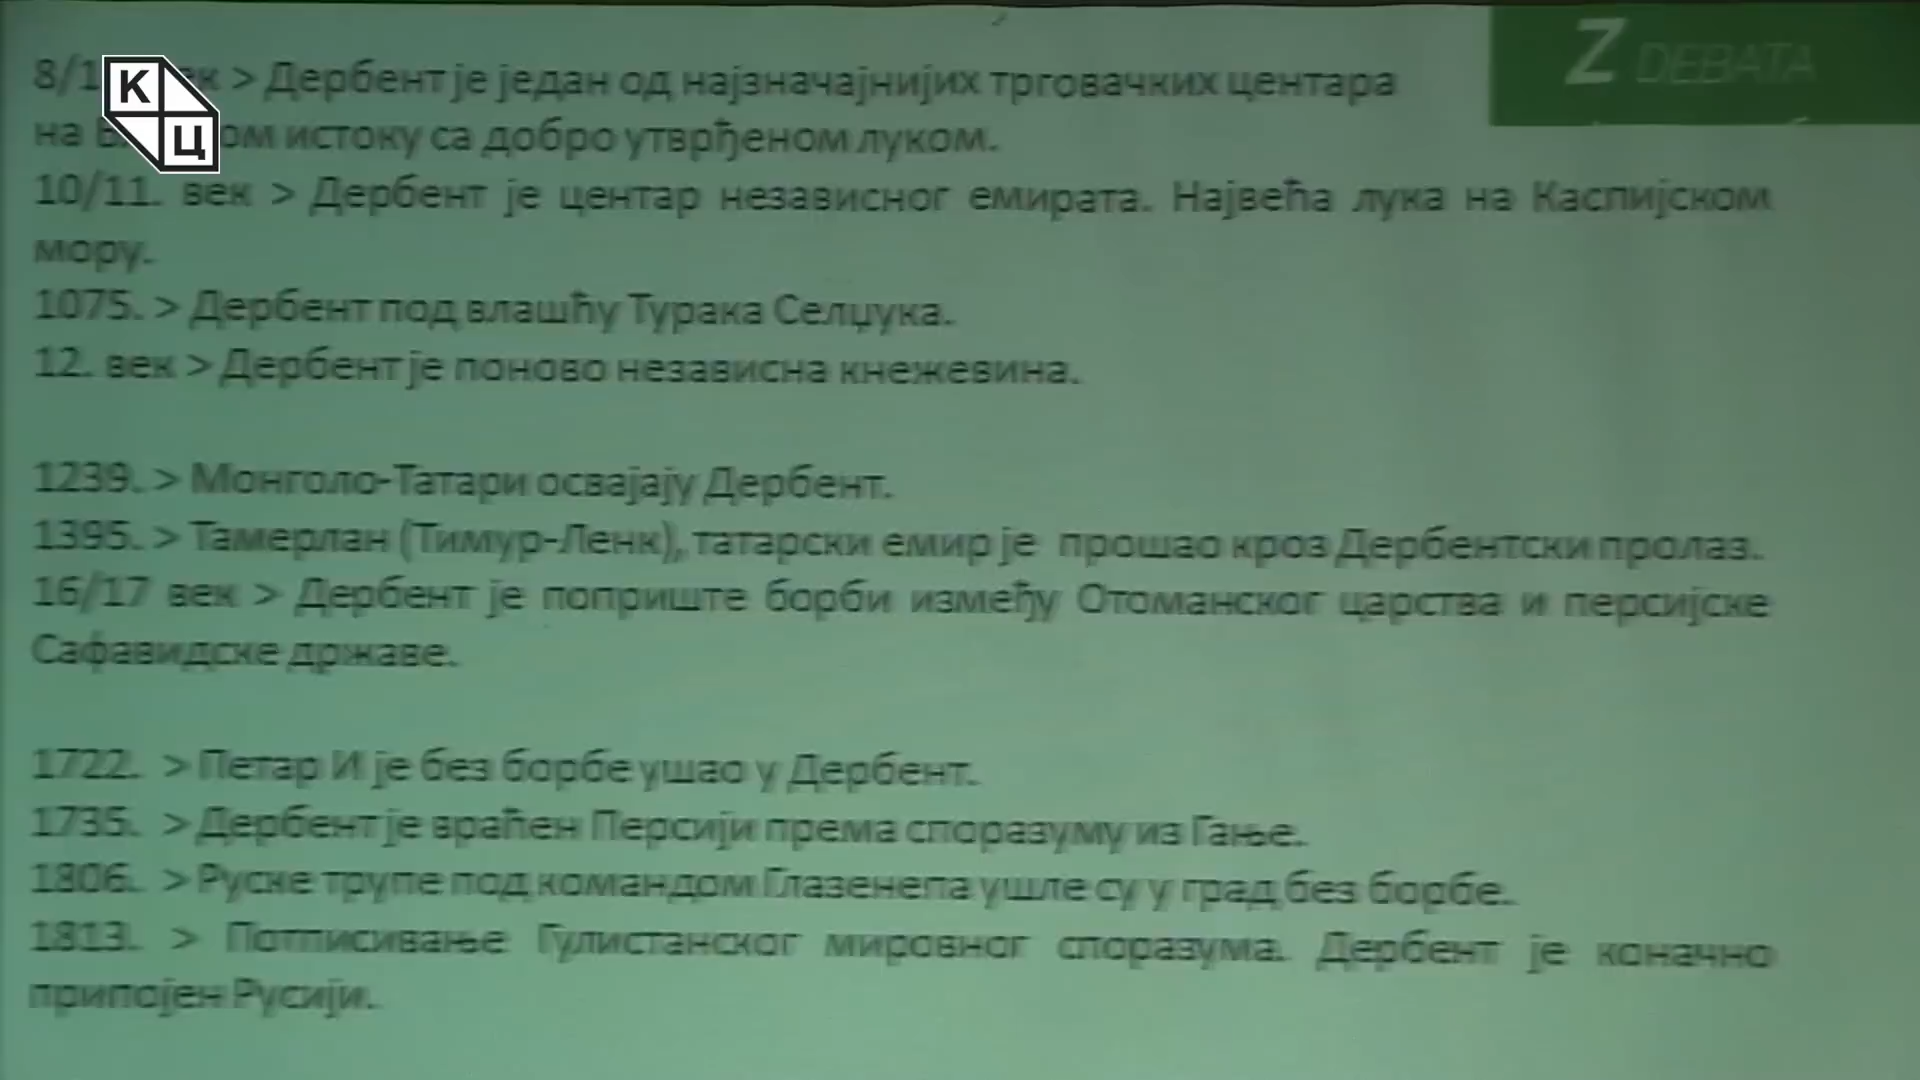 К Ц
Z DEBATA
> Дербент је један од најзначајнијих трговачких центара
на истоку са добро утврђеном луком.
10/11. век > Дербент је центар независног емирата. Највећа лука на Каспијском
мору.
1075. > Дербент под влашћу Турака Селџука.
12. век > Дербент је поново независна кнежевина.
1239. > Монголо-Татари освајају Дербент.
1395. > Тамерлан (Тимур-Ленк), татарски емир је прошао кроз Дербентски пролаз.
16/17 век > Дербент је поприште борби између Отоманског царства и персијске
Сафавидске државе.
1722. > Петар И је без борбе ушао у Дербент.
1735. > Дербент је враћен Персији према споразуму из Гање.
1806. > Руске трупе под командом Глазенепа ушле су у град без борбе.
1813. > Потписивање Гулистанског мировног споразума. Дербент је коначно
припојен Русији.